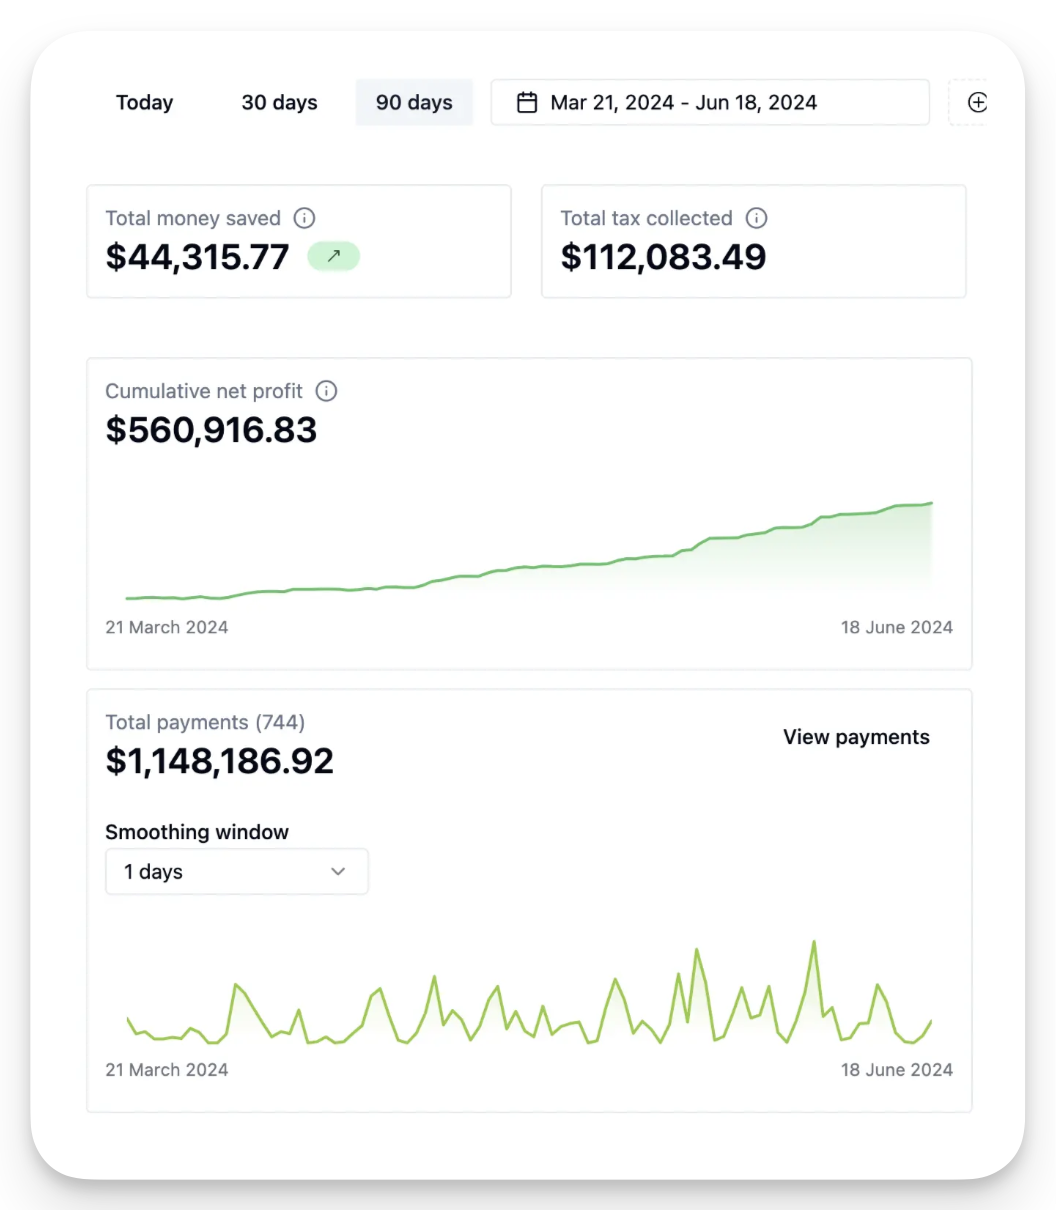 Today 30 days 90 days Mar 21, 2024 - Jun 18, 2024
Total money saved
$44,315.77
Total tax collected
$112,083.49
Cumulative net profit
$560,916.83
21 March 2024 18 June 2024
Total payments (744)
$1,148,186.92
View payments
Smoothing window
1 days
21 March 2024 18 June 2024